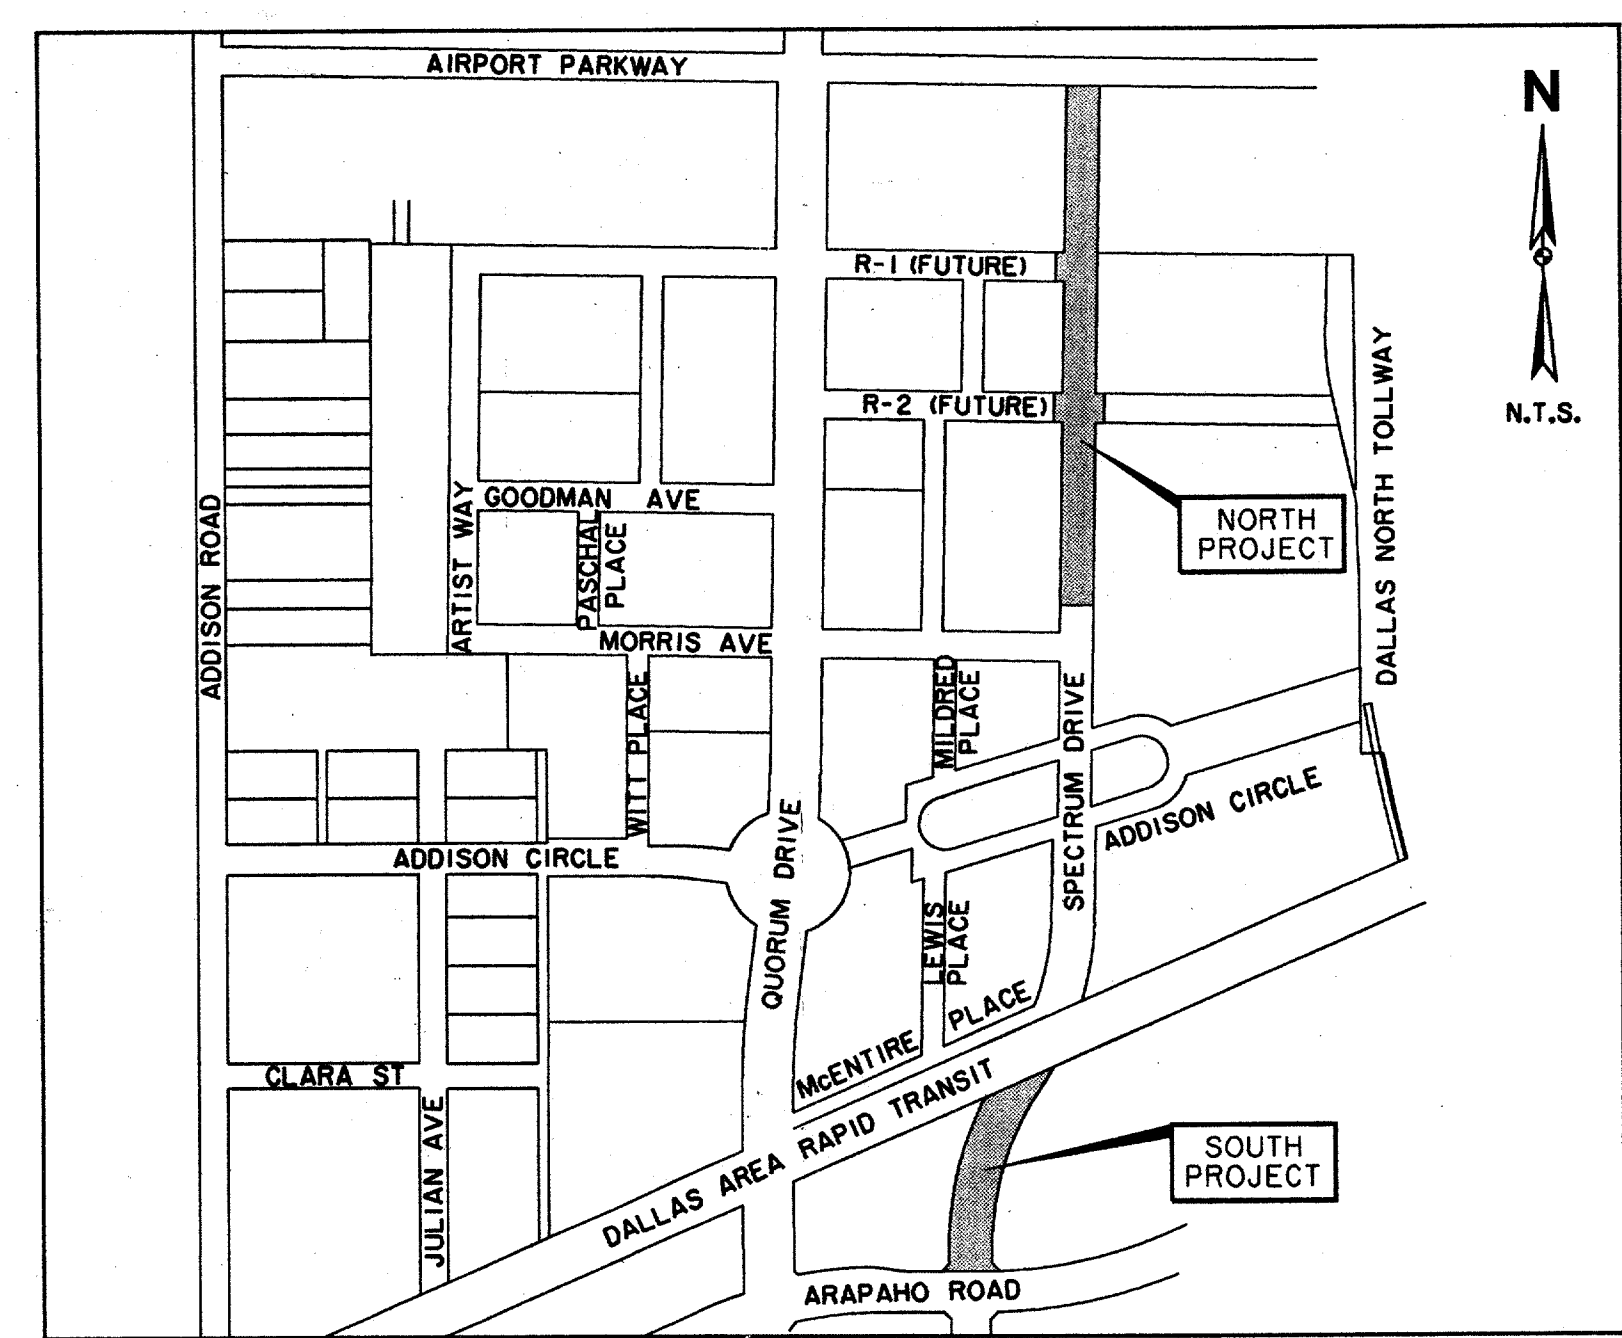 AIRPORT PARKWAY
N
N.T.S.
R-1 (FUTURE)
R-2 (FUTURE)
DALLAS NORTH TOLLWAY
NORTH
PROJECT
ADDISON ROAD
ARTIST WAY
GOODMAN AVE
PASCHAL
PLACE
MORRIS AVE
WITT PLACE
MILDRED
PLACE
SPECTRUM DRIVE
ADDISON CIRCLE
ADDISON CIRCLE
QUORUM DRIVE
LEWIS
PLACE
McENTIRE PLACE
CLARA ST
JULIAN AVE
DALLAS AREA RAPID TRANSIT
SOUTH
PROJECT
ARAPAHO ROAD